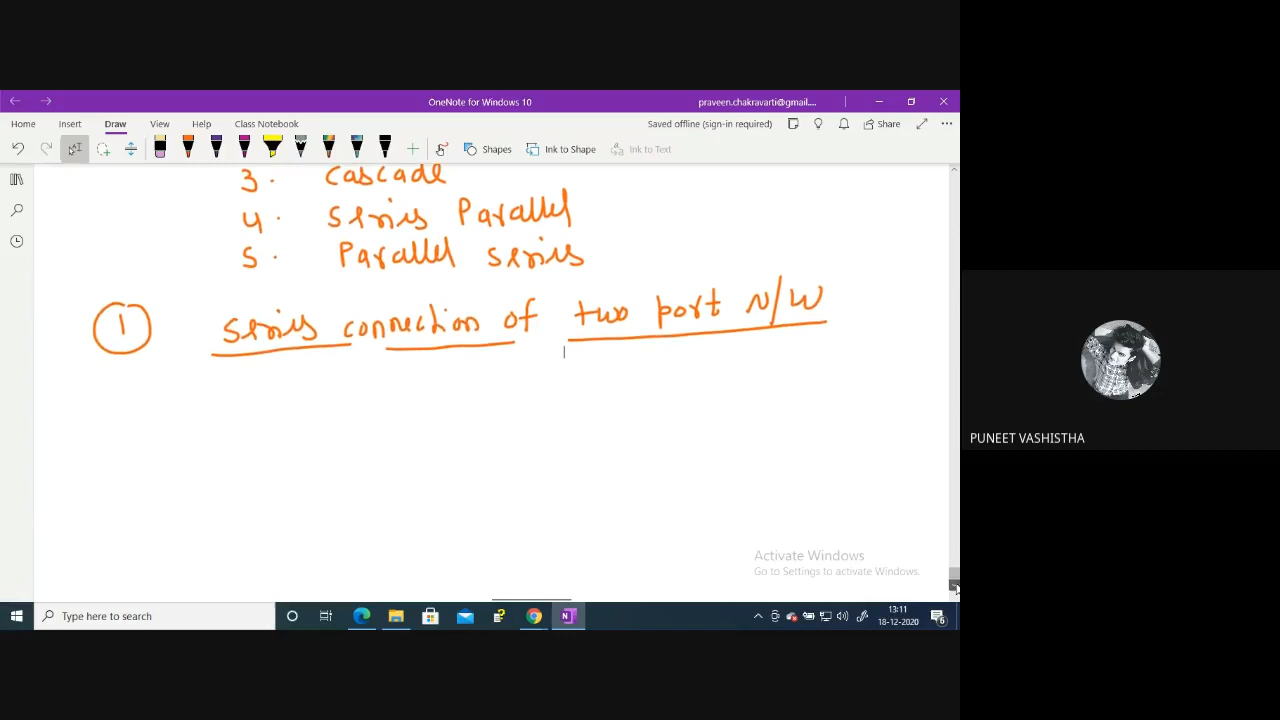 OneNote for Windows 10
praveen.chakravarti@gmail....
Home Insert Draw View Help Class Notebook
Saved offline (sign-in required)
Share
Shapes
Ink to Shape
Ink to Text
3. Cascade
4. Series Parallel
5. Parallel series
① series connection of two port N/W
PUNEET VASHISTHA
Activate Windows
Go to Settings to activate Windows.
Type here to search
13:11
18-12-2020
6